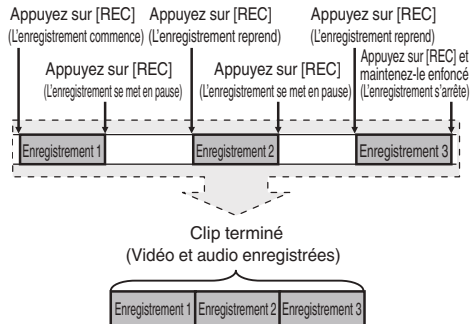 Appuyez sur [REC]
(L'enregistrement commence)
Appuyez sur [REC]
(L'enregistrement reprend)
Appuyez sur [REC]
(L'enregistrement reprend)
Appuyez sur [REC]
(L'enregistrement se met en pause)
Appuyez sur [REC]
(L'enregistrement se met en pause)
Appuyez sur [REC] et
maintenez-le enfoncé
(L'enregistrement s'arrête)
Enregistrement 1
Enregistrement 2
Enregistrement 3
Clip terminé
(Vidéo et audio enregistrées)
Enregistrement 1
Enregistrement 2
Enregistrement 3